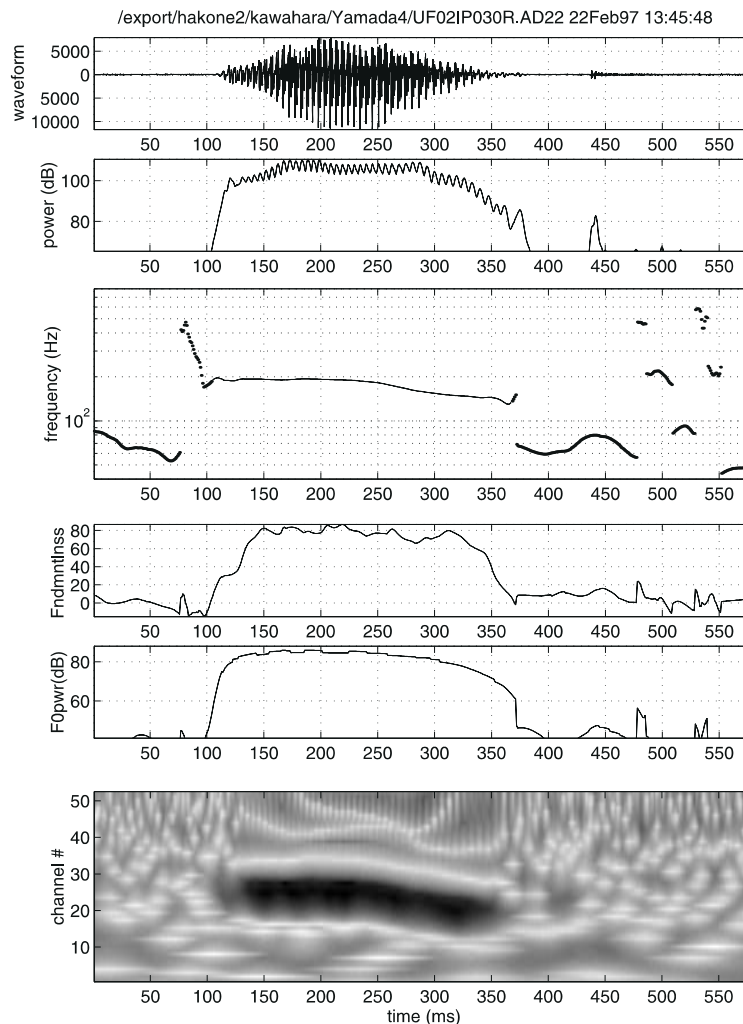 /export/hakone2/kawahara/Yamada4/UF02IP030R.AD22 22Feb97 13:45:48
waveform
5000
0
5000
10000
50 100 150 200 250 300 350 400 450 500 550
power (dB)
100
80
50 100 150 200 250 300 350 400 450 500 550
frequency (Hz)
10^2
50 100 150 200 250 300 350 400 450 500 550
Fndmntlnss
80
60
40
20
0
50 100 150 200 250 300 350 400 450 500 550
F0pwr(dB)
80
60
50 100 150 200 250 300 350 400 450 500 550
channel #
50
40
30
20
10
50 100 150 200 250 300 350 400 450 500 550
time (ms)